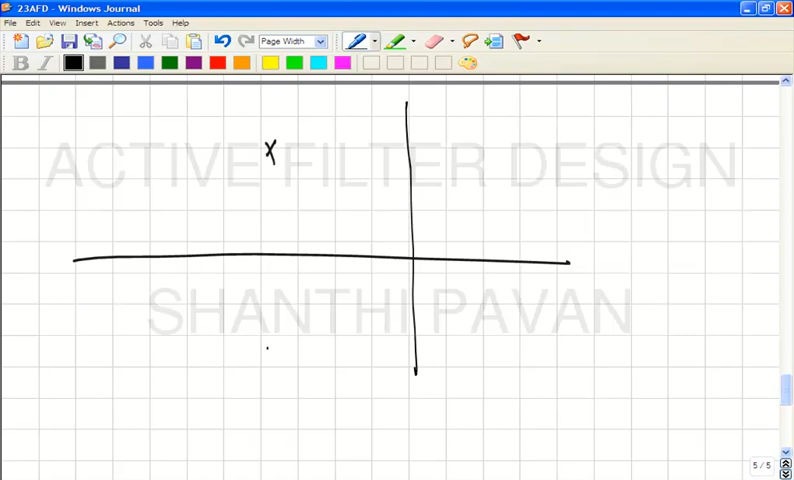 23AFD - Windows Journal
File Edit View Insert Actions Tools Help
Page Width
B I
ACTIVE FILTER DESIGN
X
SHANTHI PAVAN
5 / 5